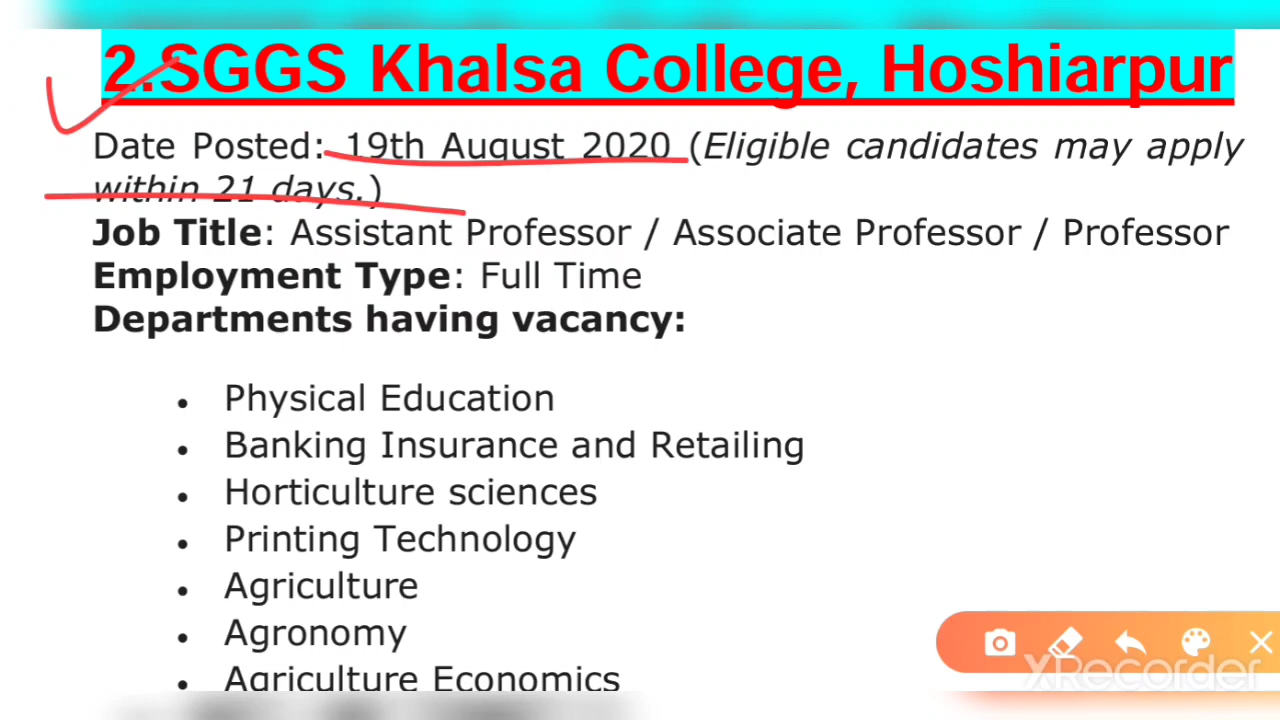 2.SGGS Khalsa College, Hoshiarpur
Date Posted: 19th August 2020 (Eligible candidates may apply
within 21 days.)
Job Title: Assistant Professor / Associate Professor / Professor
Employment Type: Full Time
Departments having vacancy:
• Physical Education
• Banking Insurance and Retailing
• Horticulture sciences
• Printing Technology
• Agriculture
• Agronomy
• Agriculture Economics
XRecorder